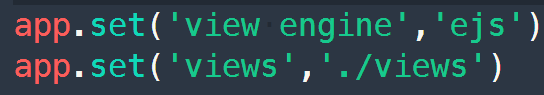 app.set('view engine','ejs')
app.set('views','./views')